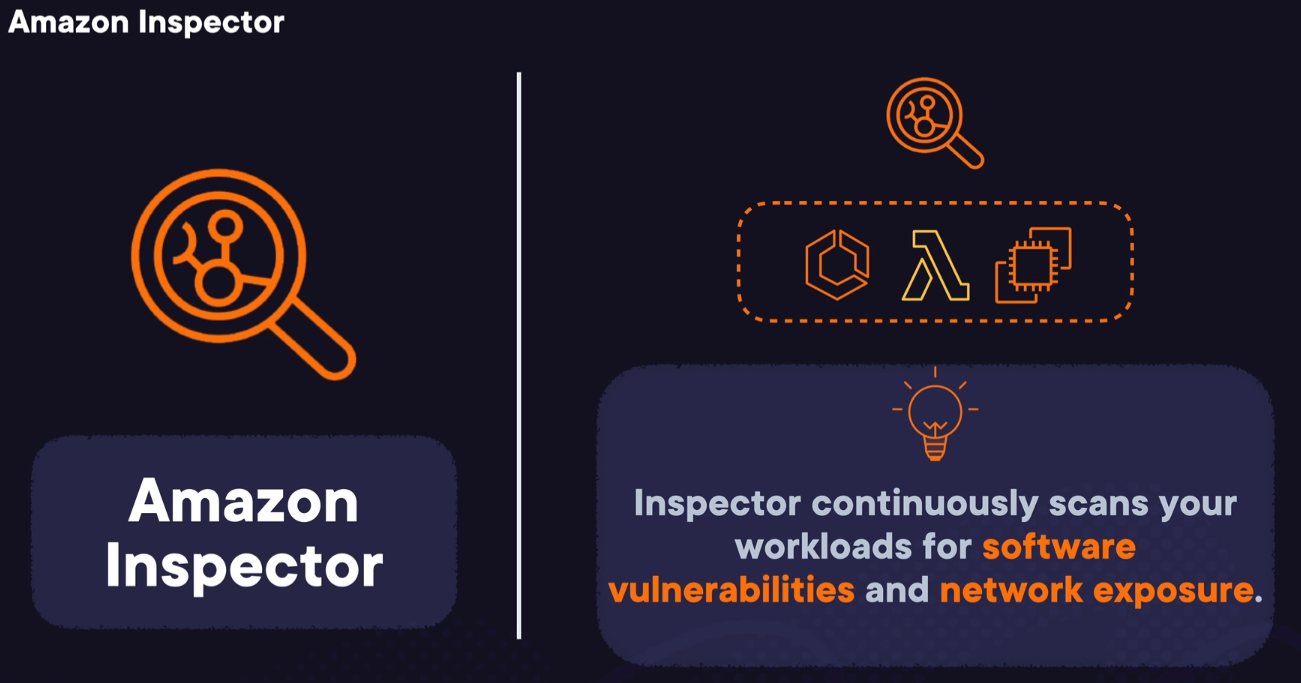 Amazon Inspector
Amazon
Inspector
Inspector continuously scans your
workloads for software
vulnerabilities and network exposure.